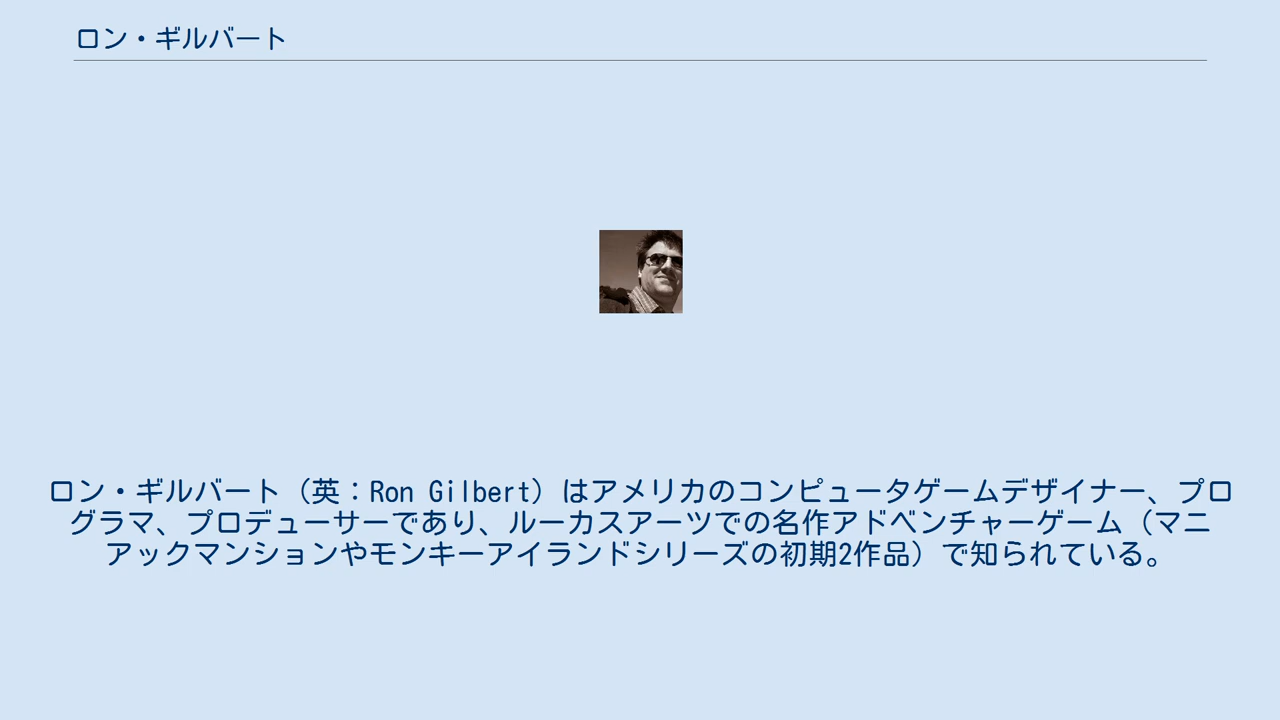 ロン・ギルバート
ロン・ギルバート（英：Ron Gilbert）はアメリカのコンピュータゲームデザイナー、プロ
グラマ、プロデューサーであり、ルーカスアーツでの名作アドベンチャーゲーム（マニ
アックマンションやモンキーアイランドシリーズの初期2作品）で知られている。